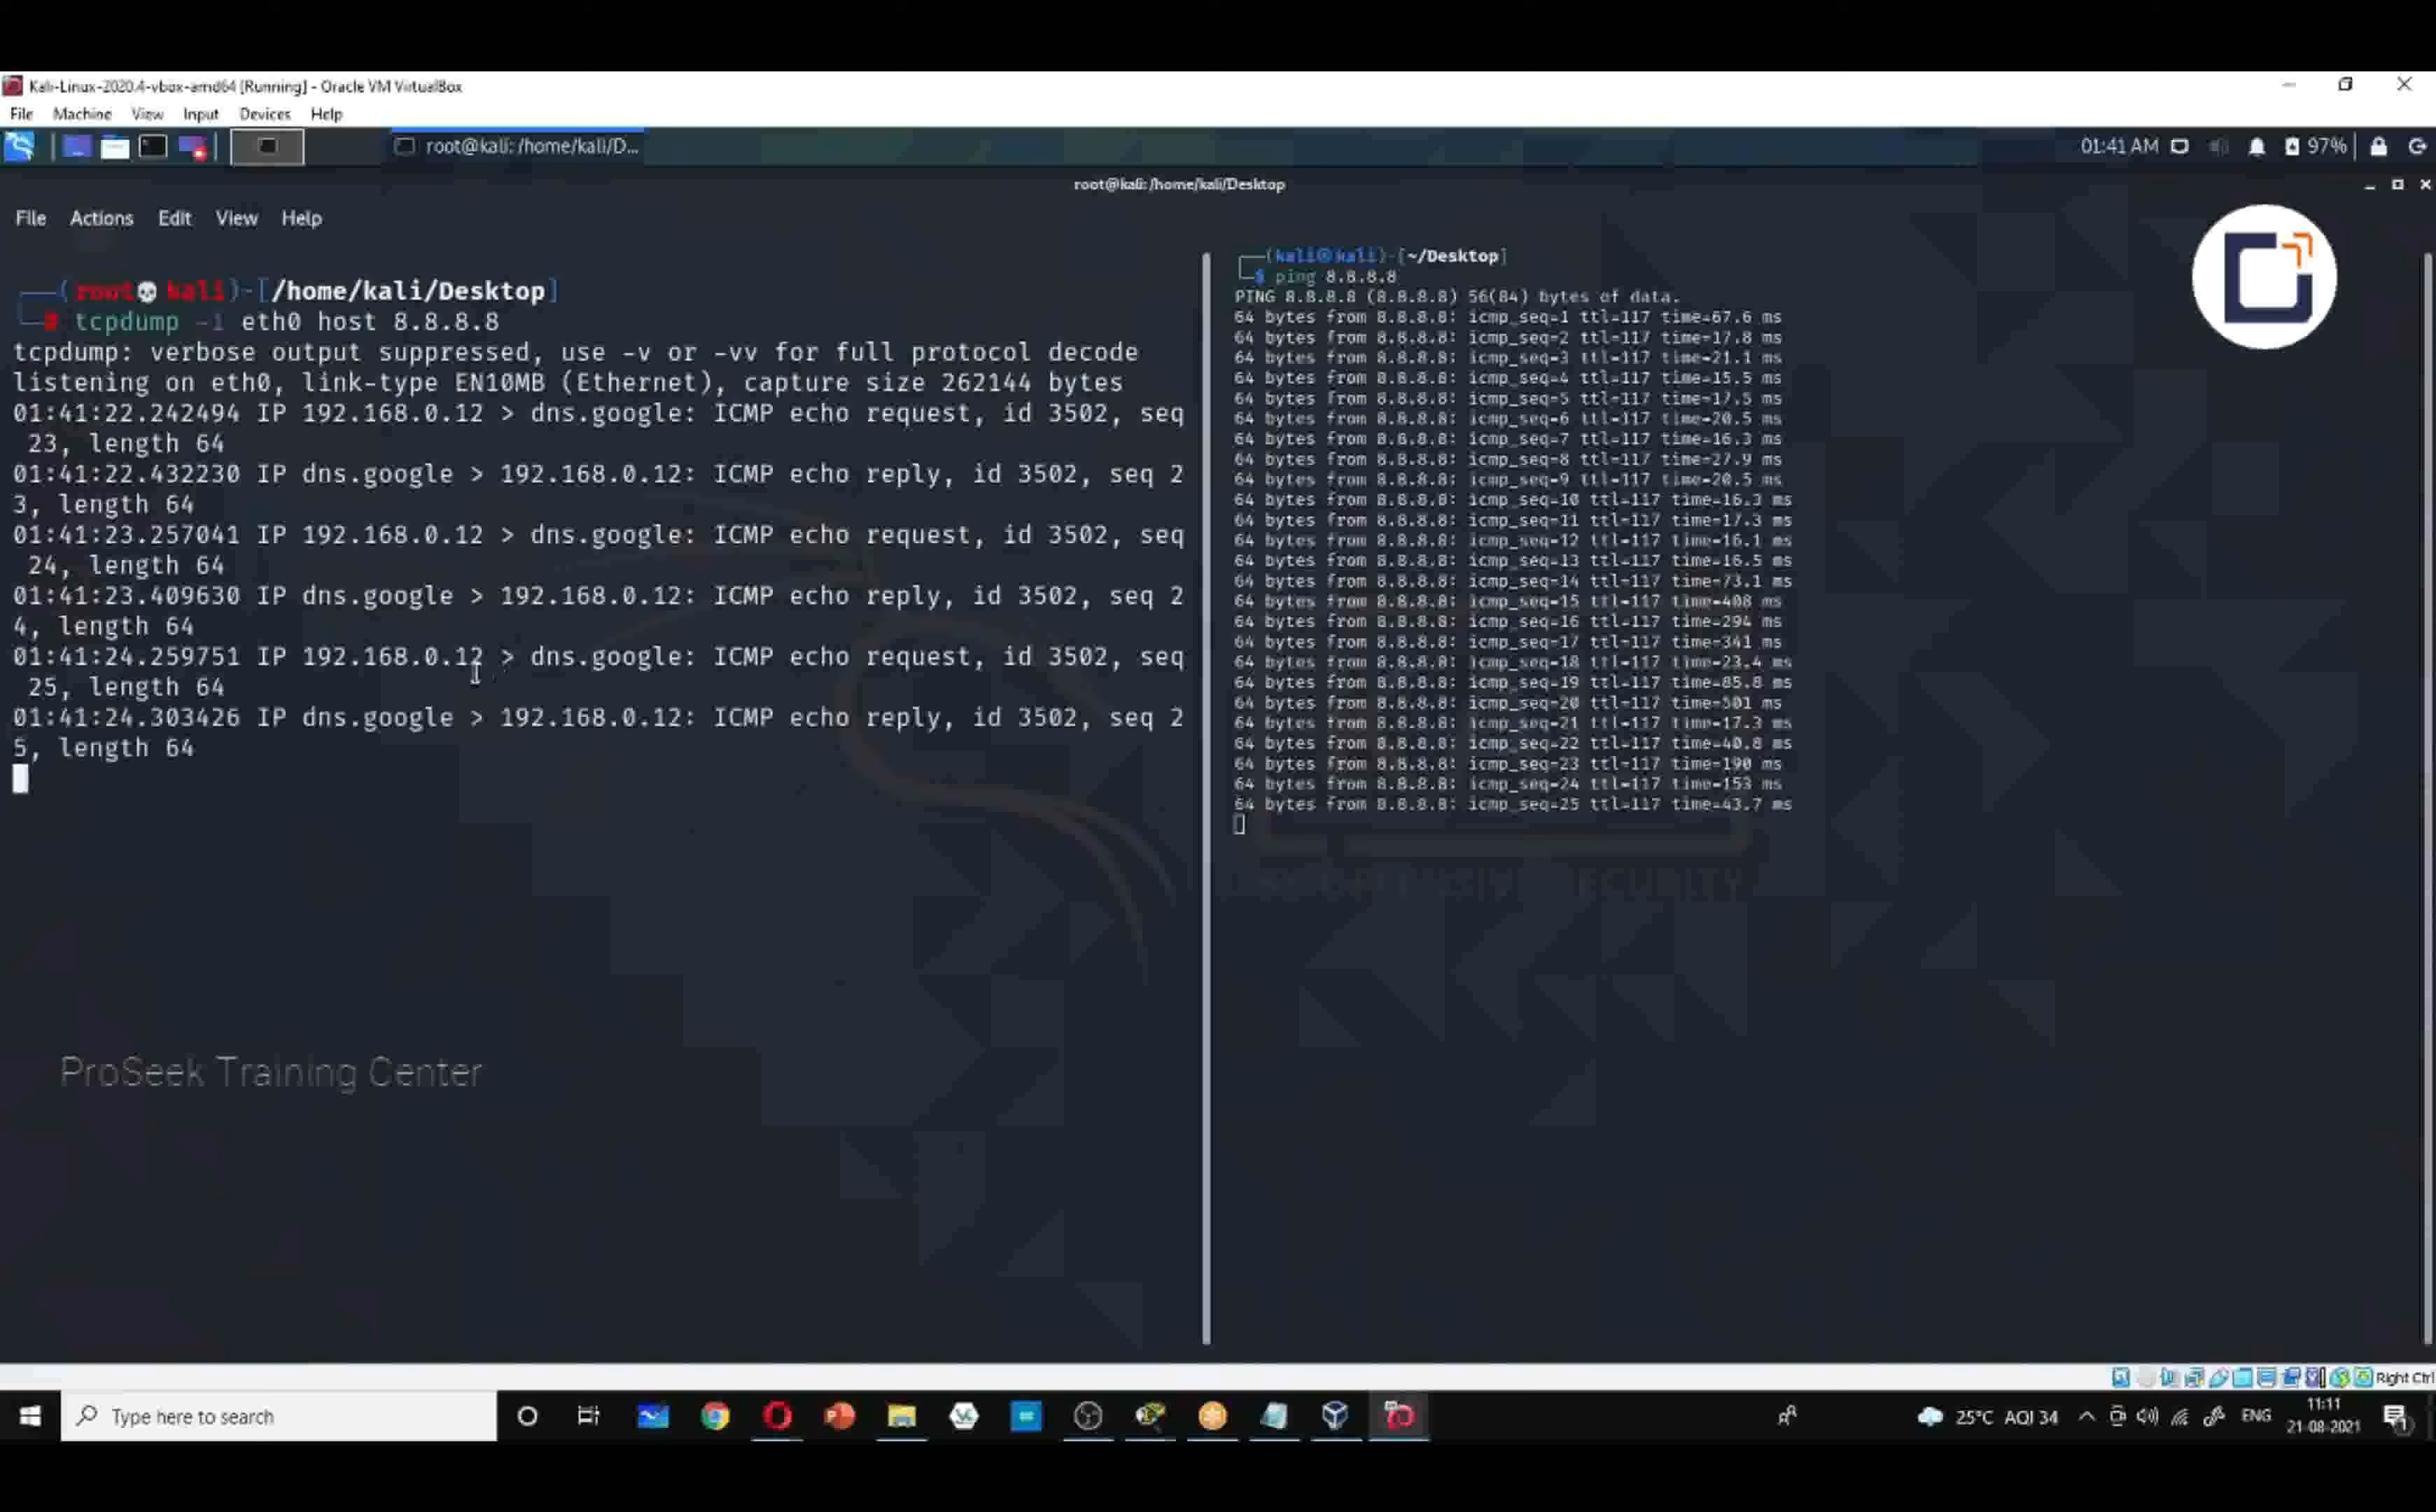 Kali-Linux-2020.4-vbox-amd64 [Running] - Oracle VM VirtualBox
File Machine View Input Devices Help
root@kali: /home/kali/D...
01:41 AM
97%
root@kali: /home/kali/Desktop
File Actions Edit View Help
(root💀kali)-[/home/kali/Desktop]
# tcpdump -i eth0 host 8.8.8.8
tcpdump: verbose output suppressed, use -v or -vv for full protocol decode
listening on eth0, link-type EN10MB (Ethernet), capture size 262144 bytes
01:41:22.242494 IP 192.168.0.12 > dns.google: ICMP echo request, id 3502, seq
23, length 64
01:41:22.432230 IP dns.google > 192.168.0.12: ICMP echo reply, id 3502, seq 2
3, length 64
01:41:23.257041 IP 192.168.0.12 > dns.google: ICMP echo request, id 3502, seq
24, length 64
01:41:23.409630 IP dns.google > 192.168.0.12: ICMP echo reply, id 3502, seq 2
4, length 64
01:41:24.259751 IP 192.168.0.12 > dns.google: ICMP echo request, id 3502, seq
25, length 64
01:41:24.303426 IP dns.google > 192.168.0.12: ICMP echo reply, id 3502, seq 2
5, length 64
(kali㉿kali)-[~/Desktop]
$ ping 8.8.8.8
PING 8.8.8.8 (8.8.8.8) 56(84) bytes of data.
64 bytes from 8.8.8.8: icmp_seq=1 ttl=117 time=67.6 ms
64 bytes from 8.8.8.8: icmp_seq=2 ttl=117 time=17.8 ms
64 bytes from 8.8.8.8: icmp_seq=3 ttl=117 time=21.1 ms
64 bytes from 8.8.8.8: icmp_seq=4 ttl=117 time=15.5 ms
64 bytes from 8.8.8.8: icmp_seq=5 ttl=117 time=17.5 ms
64 bytes from 8.8.8.8: icmp_seq=6 ttl=117 time=20.5 ms
64 bytes from 8.8.8.8: icmp_seq=7 ttl=117 time=16.3 ms
64 bytes from 8.8.8.8: icmp_seq=8 ttl=117 time=27.9 ms
64 bytes from 8.8.8.8: icmp_seq=9 ttl=117 time=20.5 ms
64 bytes from 8.8.8.8: icmp_seq=10 ttl=117 time=16.3 ms
64 bytes from 8.8.8.8: icmp_seq=11 ttl=117 time=17.3 ms
64 bytes from 8.8.8.8: icmp_seq=12 ttl=117 time=16.1 ms
64 bytes from 8.8.8.8: icmp_seq=13 ttl=117 time=16.5 ms
64 bytes from 8.8.8.8: icmp_seq=14 ttl=117 time=73.1 ms
64 bytes from 8.8.8.8: icmp_seq=15 ttl=117 time=408 ms
64 bytes from 8.8.8.8: icmp_seq=16 ttl=117 time=294 ms
64 bytes from 8.8.8.8: icmp_seq=17 ttl=117 time=341 ms
64 bytes from 8.8.8.8: icmp_seq=18 ttl=117 time=23.4 ms
64 bytes from 8.8.8.8: icmp_seq=19 ttl=117 time=85.8 ms
64 bytes from 8.8.8.8: icmp_seq=20 ttl=117 time=501 ms
64 bytes from 8.8.8.8: icmp_seq=21 ttl=117 time=17.3 ms
64 bytes from 8.8.8.8: icmp_seq=22 ttl=117 time=40.8 ms
64 bytes from 8.8.8.8: icmp_seq=23 ttl=117 time=190 ms
64 bytes from 8.8.8.8: icmp_seq=24 ttl=117 time=153 ms
64 bytes from 8.8.8.8: icmp_seq=25 ttl=117 time=43.7 ms
BY OFFENSIVE SECURITY
ProSeek Training Center
Right Ctrl
Type here to search
25°C AQI 34
ENG
11:11
21-08-2021